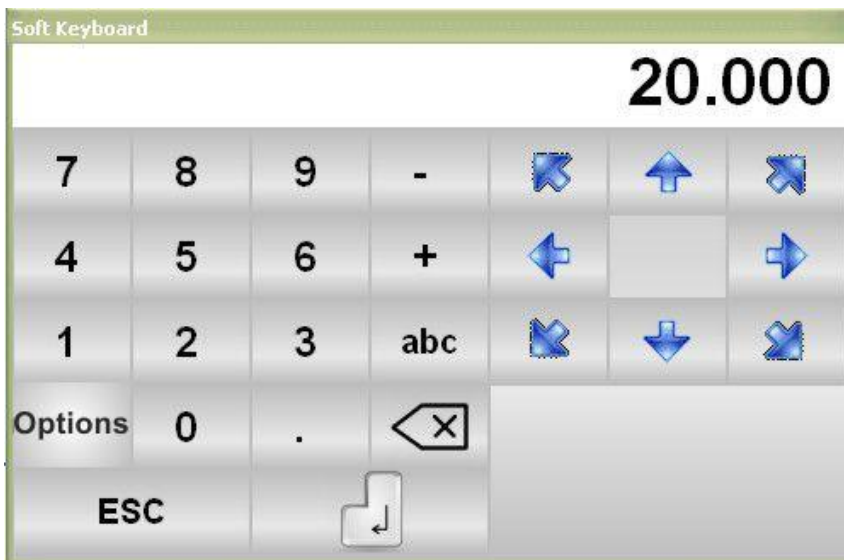 Soft Keyboard
20.000
7 8 9 -
4 5 6 +
1 2 3 abc
Options 0 .
ESC